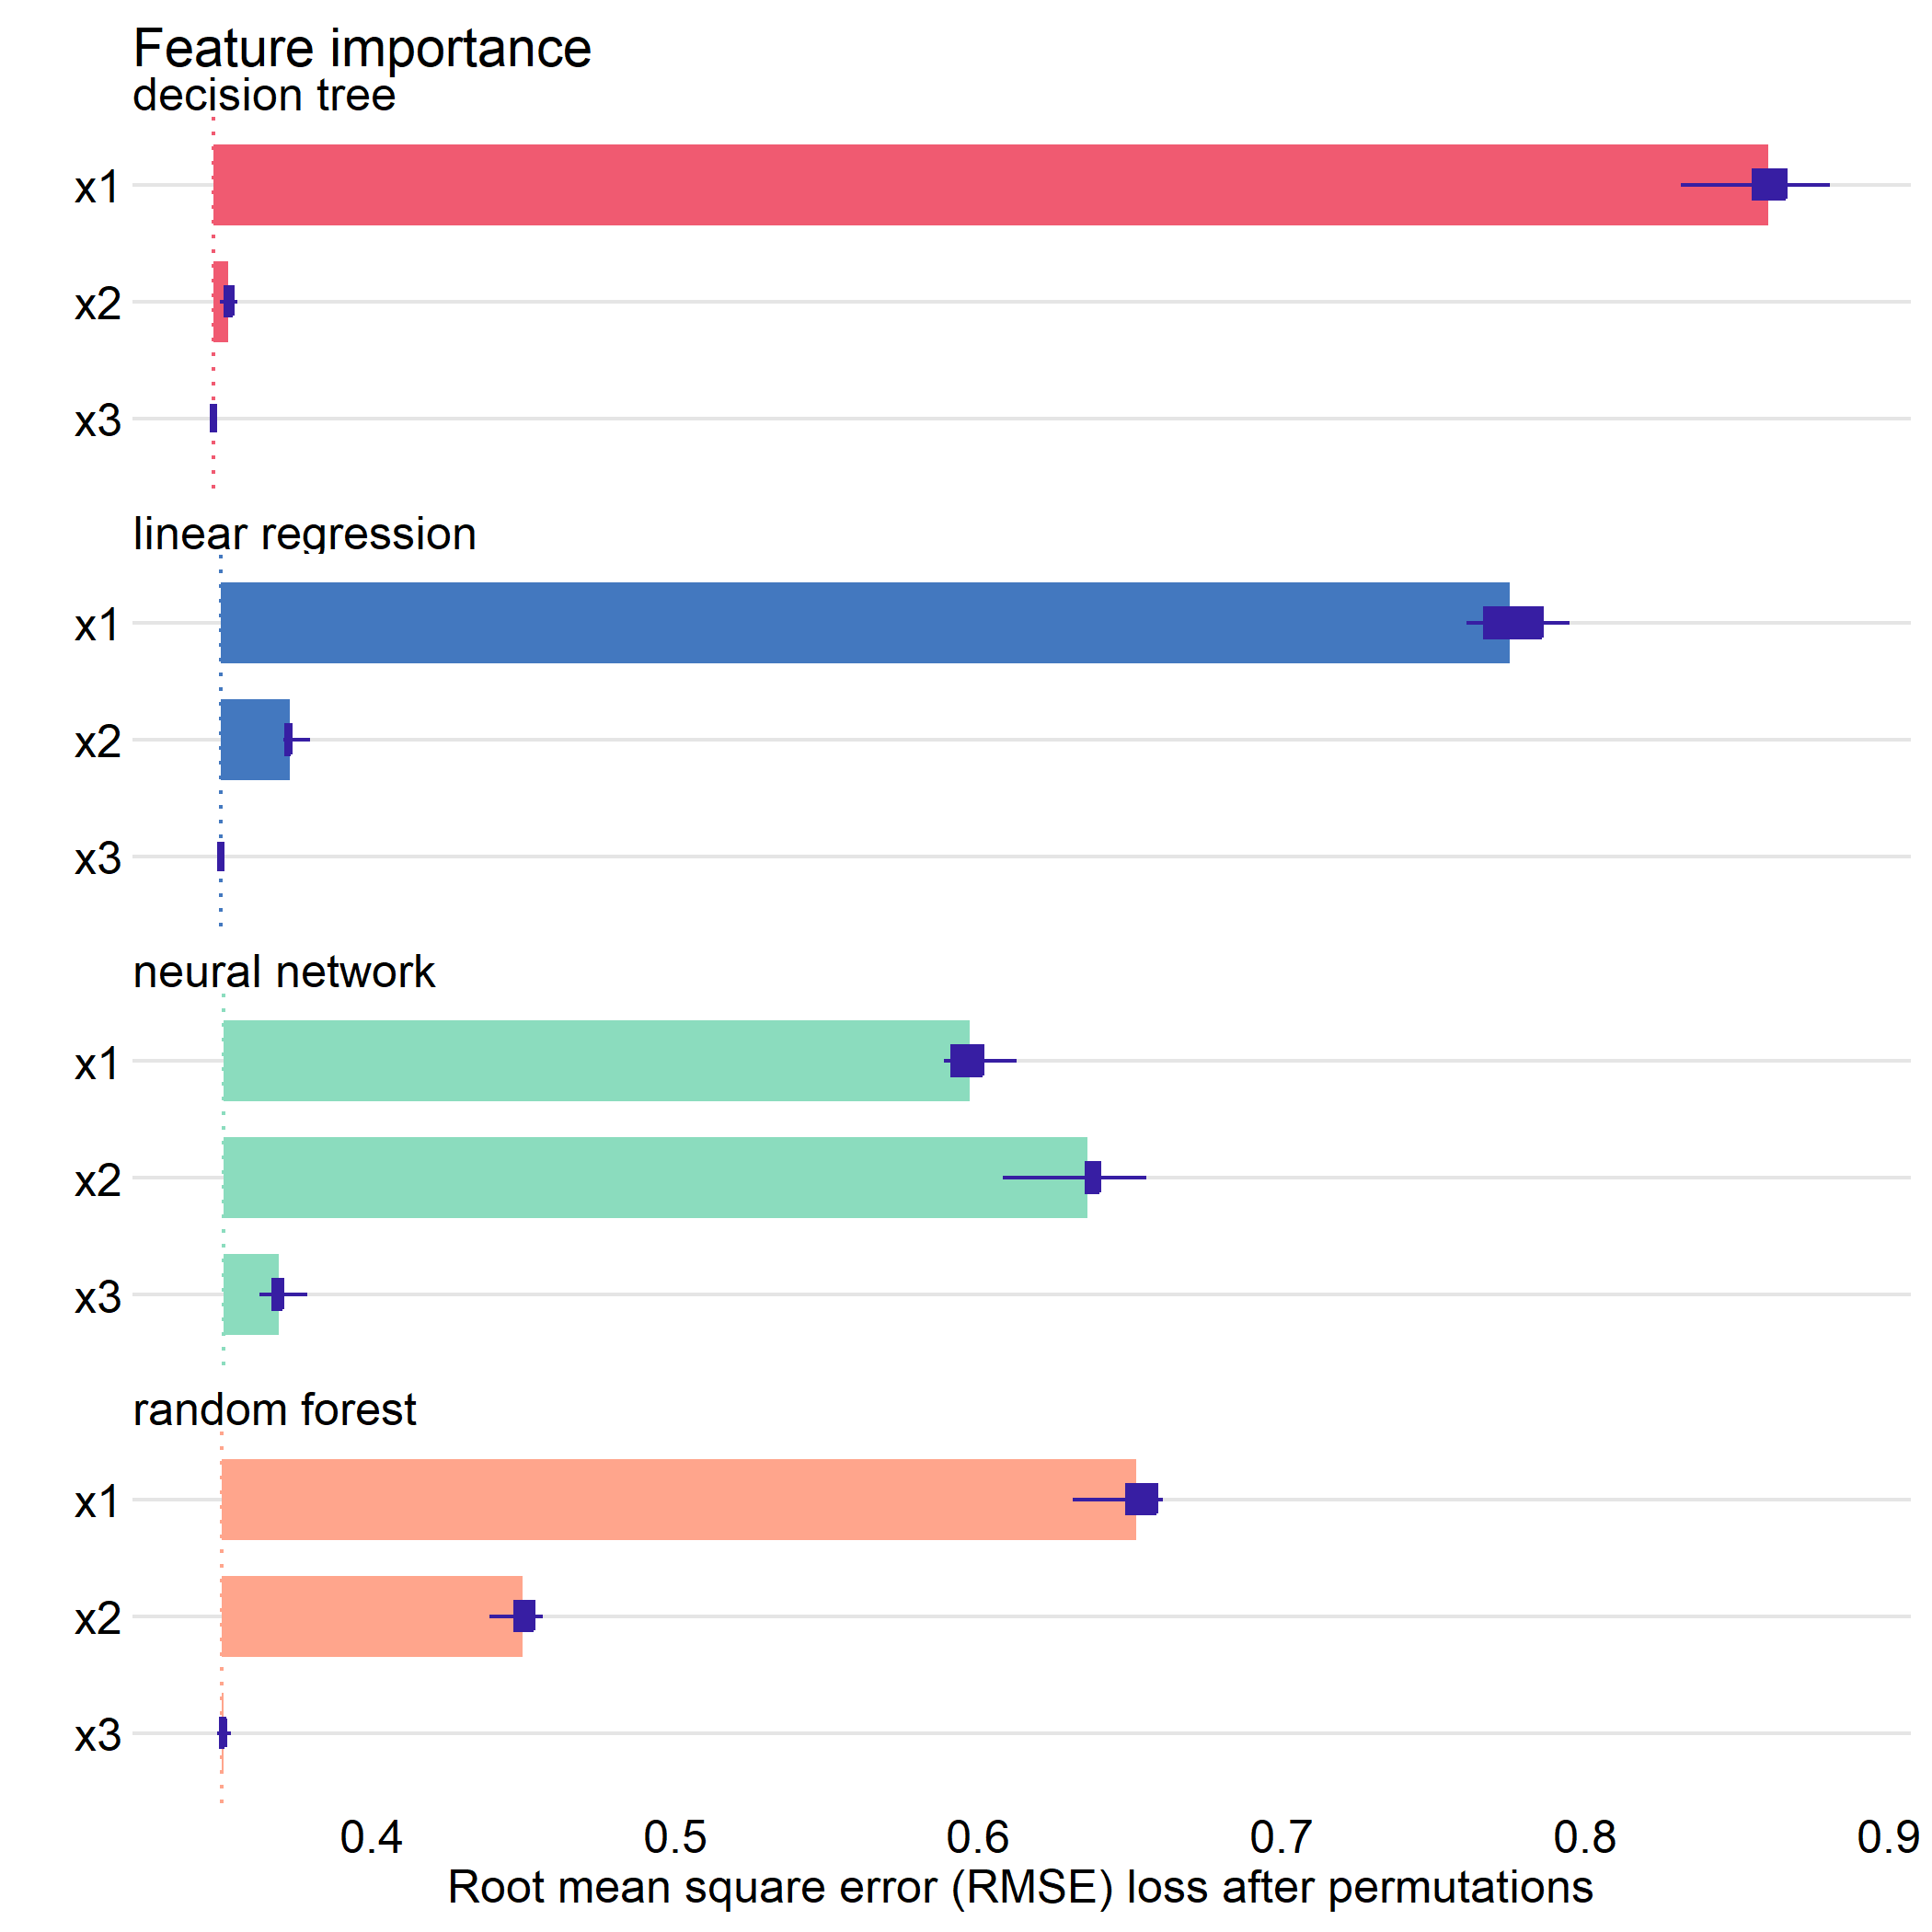 Feature importance
decision tree
x1
x2
x3
linear regression
x1
x2
x3
neural network
x1
x2
x3
random forest
x1
x2
x3
0.4 0.5 0.6 0.7 0.8 0.9
Root mean square error (RMSE) loss after permutations